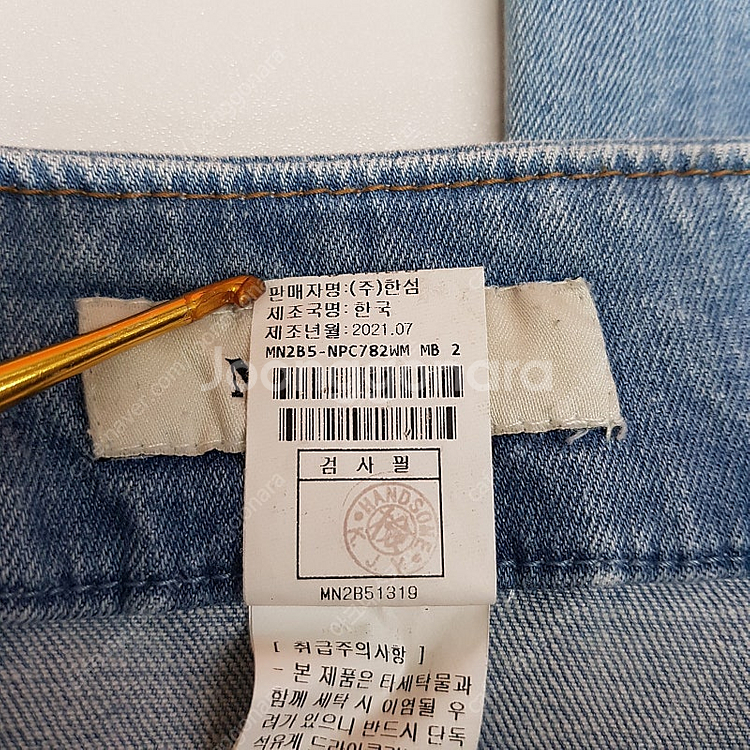 판매자명:(주)한섬
제조국명: 한국
제조년월: 2021.07
MN2B5-NPC782WM MB 2
Joonggonara
검 사 필
HANDSOME
MN2B51319
[ 취급주의사항 ]
- 본 제품은 타세탁물과
함께 세탁 시 이염될 우
려가 있으니 반드시 단독